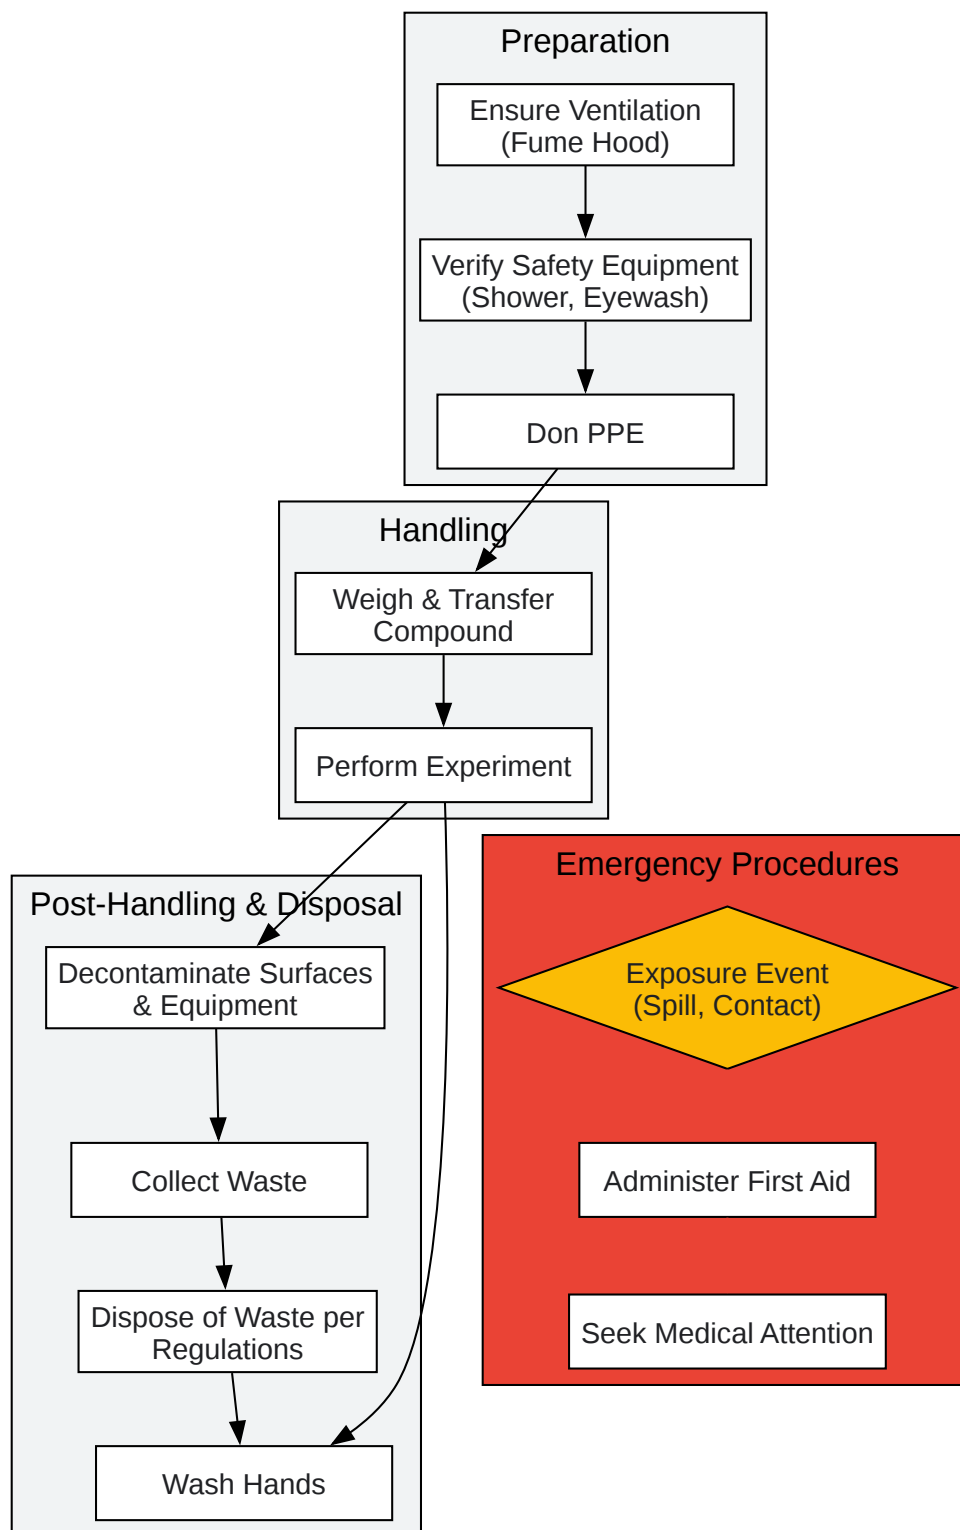 Preparation
Ensure Ventilation
(Fume Hood)
Verify Safety Equipment
(Shower, Eyewash)
Don PPE
Handling
Weigh & Transfer
Compound
Perform Experiment
Post-Handling & Disposal
Decontaminate Surfaces
& Equipment
Collect Waste
Dispose of Waste per
Regulations
Wash Hands
Emergency Procedures
Exposure Event
(Spill, Contact)
Administer First Aid
Seek Medical Attention